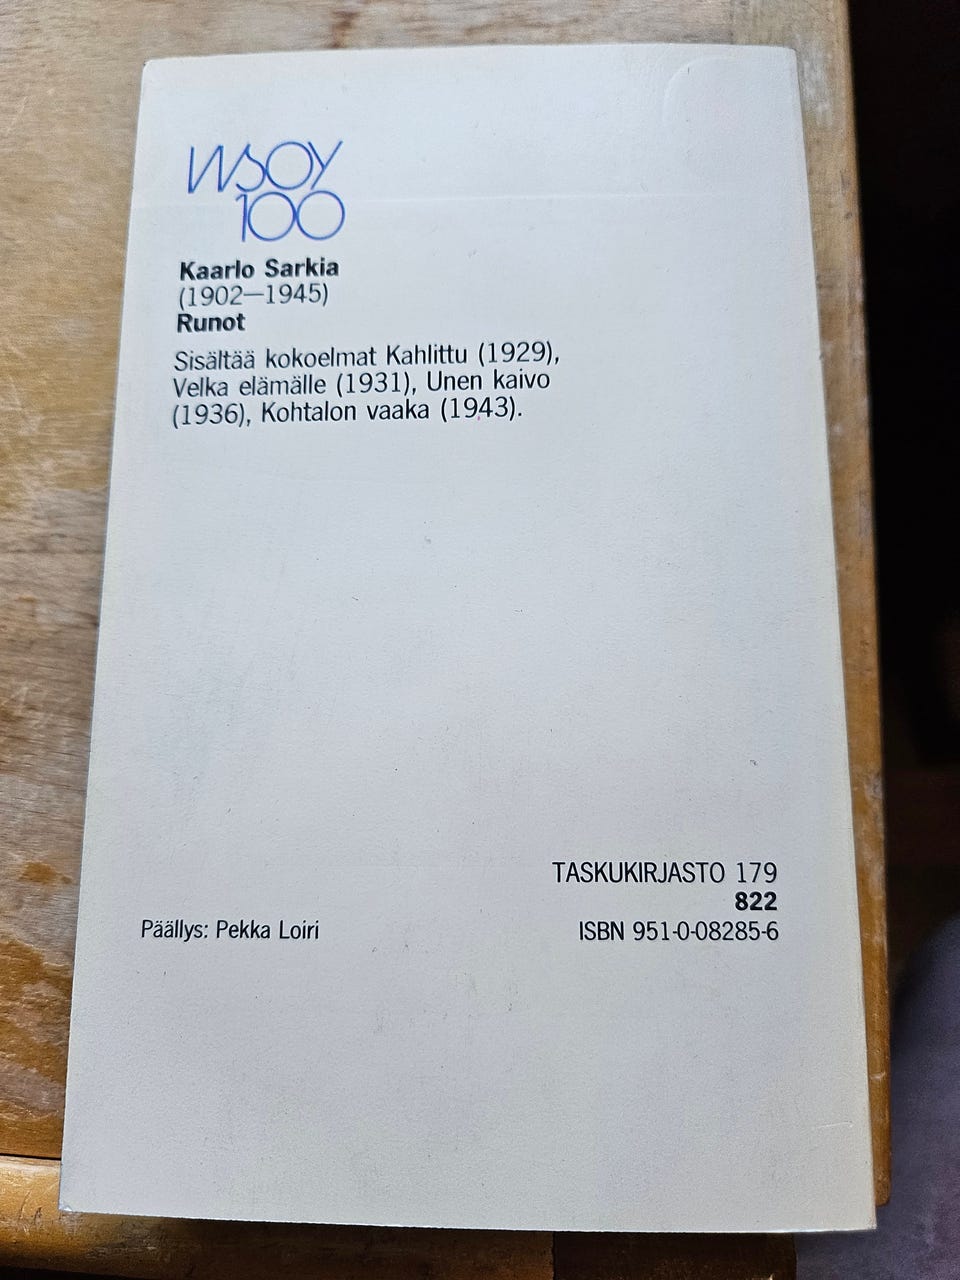 WSOY
100
Kaarlo Sarkia
(1902—1945)
Runot
Sisältää kokoelmat Kahlittu (1929),
Velka elämälle (1931), Unen kaivo
(1936), Kohtalon vaaka (1943).
TASKUKIRJASTO 179
822
Päällys: Pekka Loiri
ISBN 951-0-08285-6